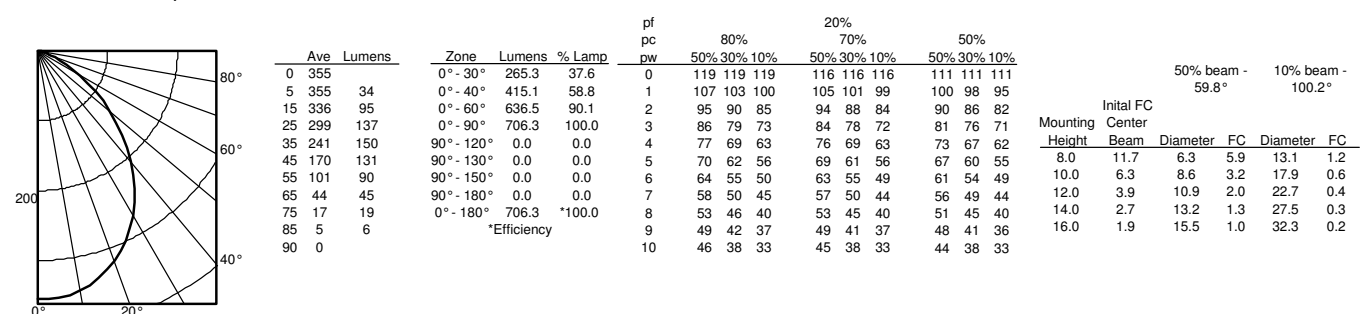 80°
60°
200
40°
0° 20°
Ave Lumens
0 355
5 355 34
15 336 95
25 299 137
35 241 150
45 170 131
55 101 90
65 44 45
75 17 19
85 5 6
90 0
Zone Lumens % Lamp
0°- 30° 265.3 37.6
0°- 40° 415.1 58.8
0°- 60° 636.5 90.1
0°- 90° 706.3 100.0
90°- 120° 0.0 0.0
90°- 130° 0.0 0.0
90°- 150° 0.0 0.0
90°- 180° 0.0 0.0
0°- 180° 706.3 *100.0
*Efficiency
pf 20%
pc 80% 70% 50%
pw 50% 30% 10% 50% 30% 10% 50% 30% 10%
0 119 119 119 116 116 116 111 111 111
1 107 103 100 105 101 99 100 98 95
2 95 90 85 94 88 84 90 86 82
3 86 79 73 84 78 72 81 76 71
4 77 69 63 76 69 63 73 67 62
5 70 62 56 69 61 56 67 60 55
6 64 55 50 63 55 49 61 54 49
7 58 50 45 57 50 44 56 49 44
8 53 46 40 53 45 40 51 45 40
9 49 42 37 49 41 37 48 41 36
10 46 38 33 45 38 33 44 38 33
50% beam - 10% beam -
59.8° 100.2°
Inital FC
Mounting Center
Height Beam Diameter FC Diameter FC
8.0 11.7 6.3 5.9 13.1 1.2
10.0 6.3 8.6 3.2 17.9 0.6
12.0 3.9 10.9 2.0 22.7 0.4
14.0 2.7 13.2 1.3 27.5 0.3
16.0 1.9 15.5 1.0 32.3 0.2